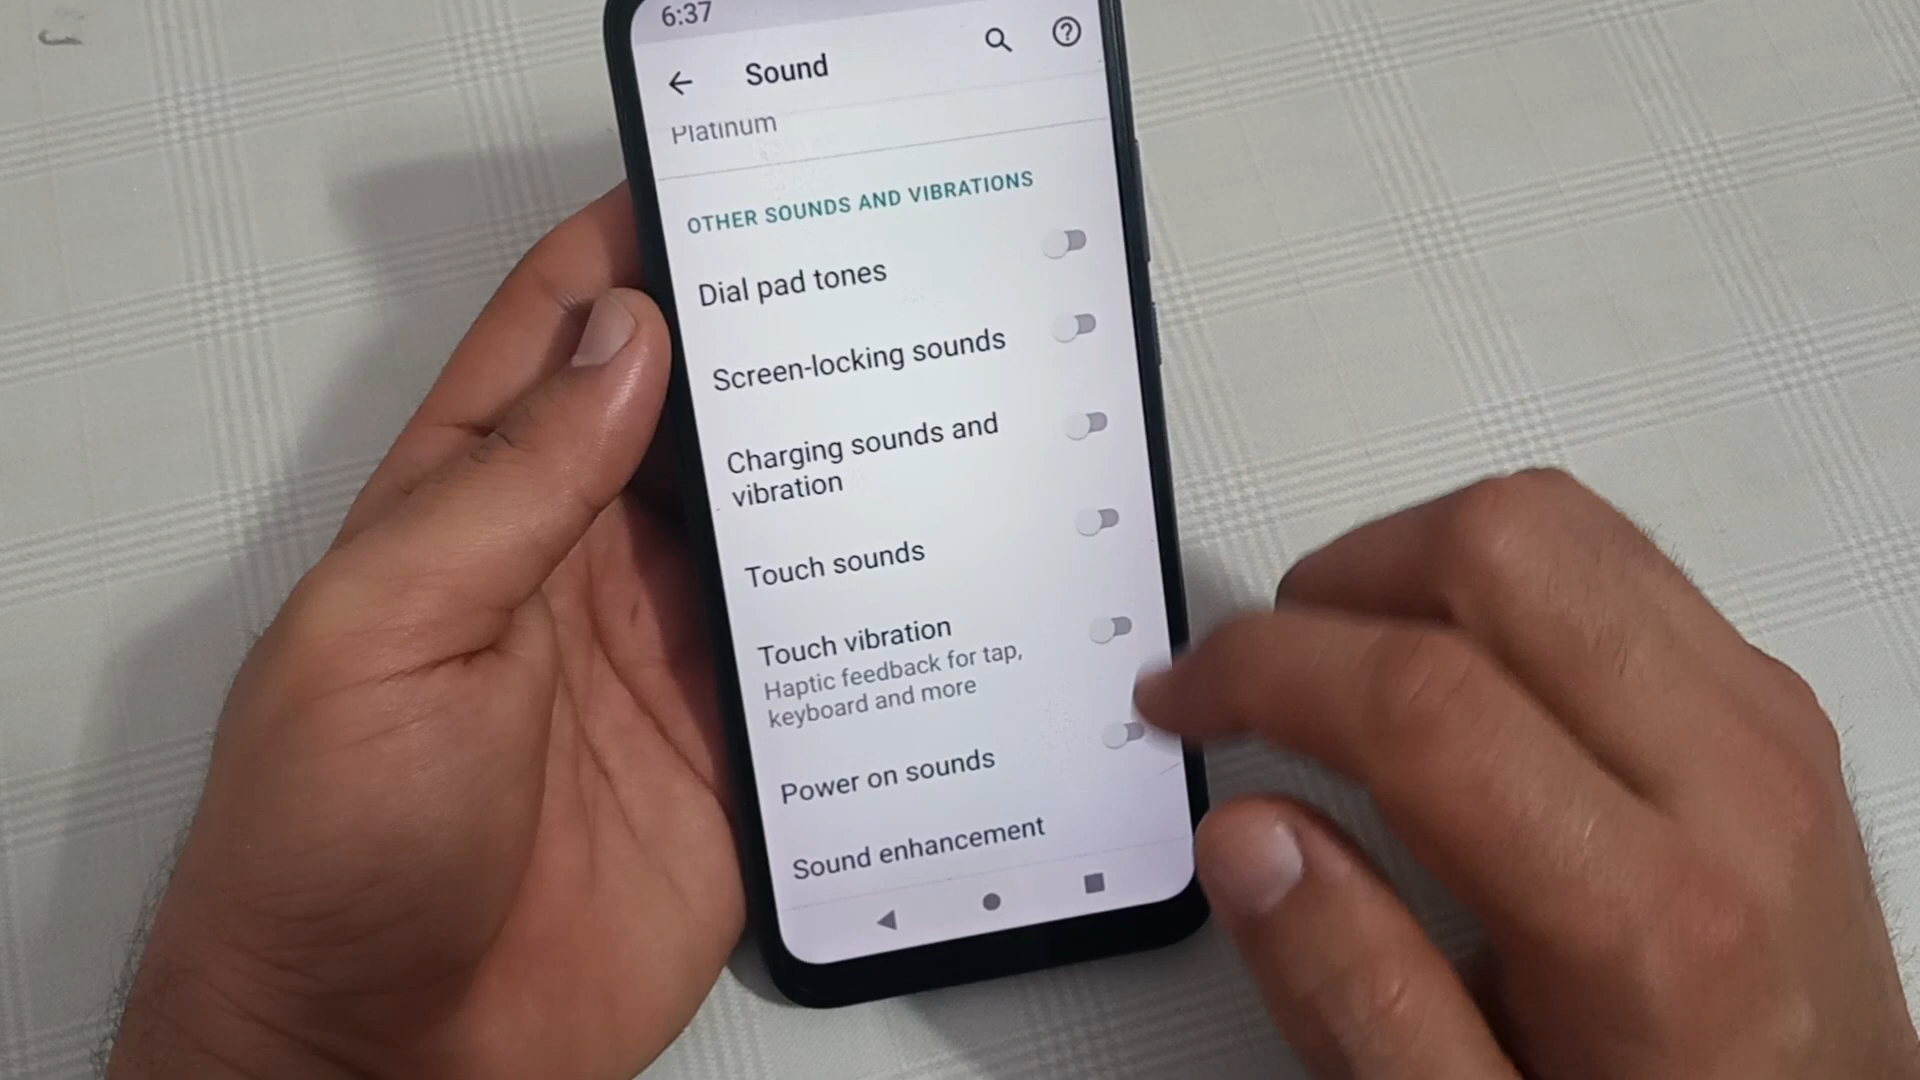 6:37
Sound
Platinum
OTHER SOUNDS AND VIBRATIONS
Dial pad tones
Screen-locking sounds
Charging sounds and
vibration
Touch sounds
Touch vibration
Haptic feedback for tap,
keyboard and more
Power on sounds
Sound enhancement